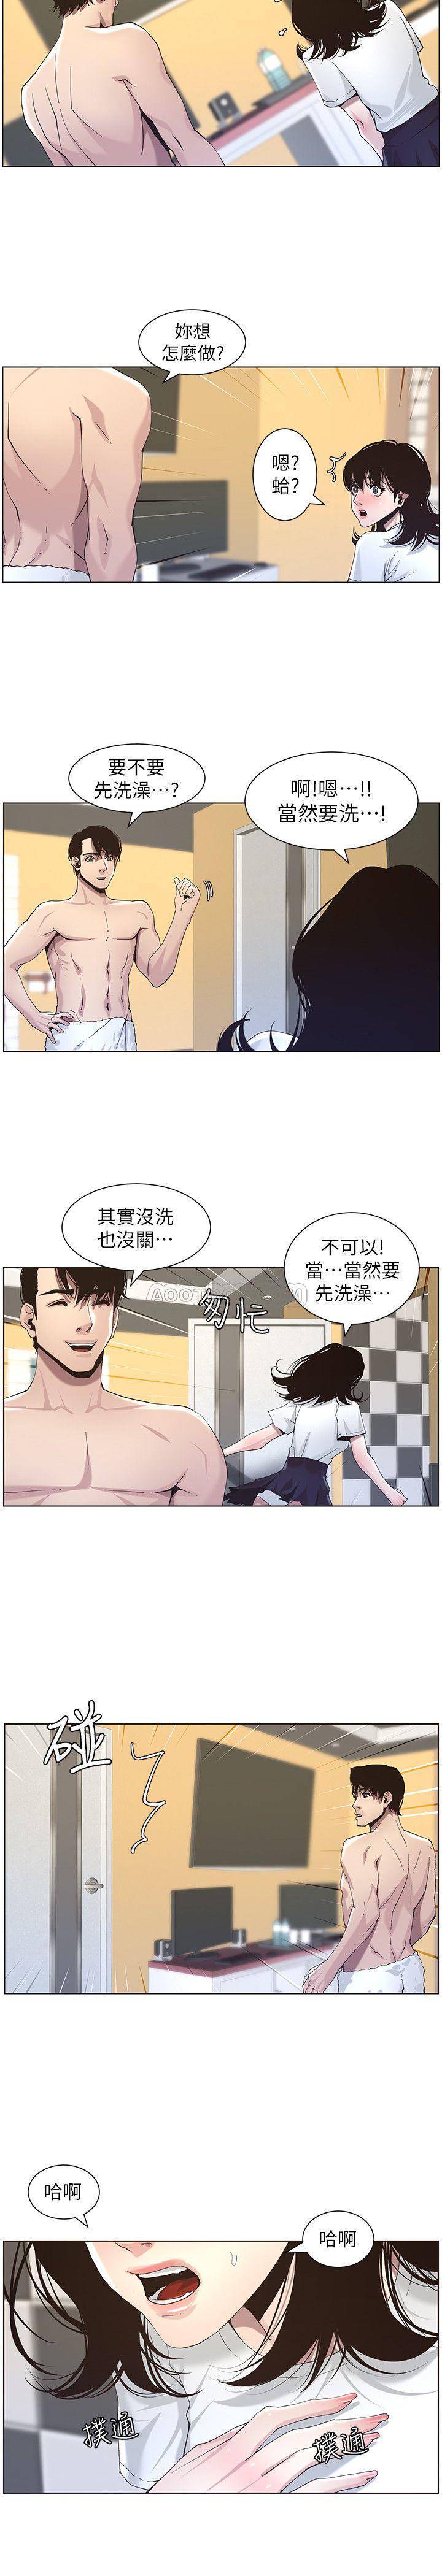 妳想
怎麼做?
嗯?
蛤?
要不要
先洗澡⋯?
啊!嗯⋯!!
當然要洗⋯!
其實沒洗
也沒關⋯
不可以!
當⋯當然要
先洗澡⋯
匆忙
碰
哈啊
哈啊
撲通
撲通